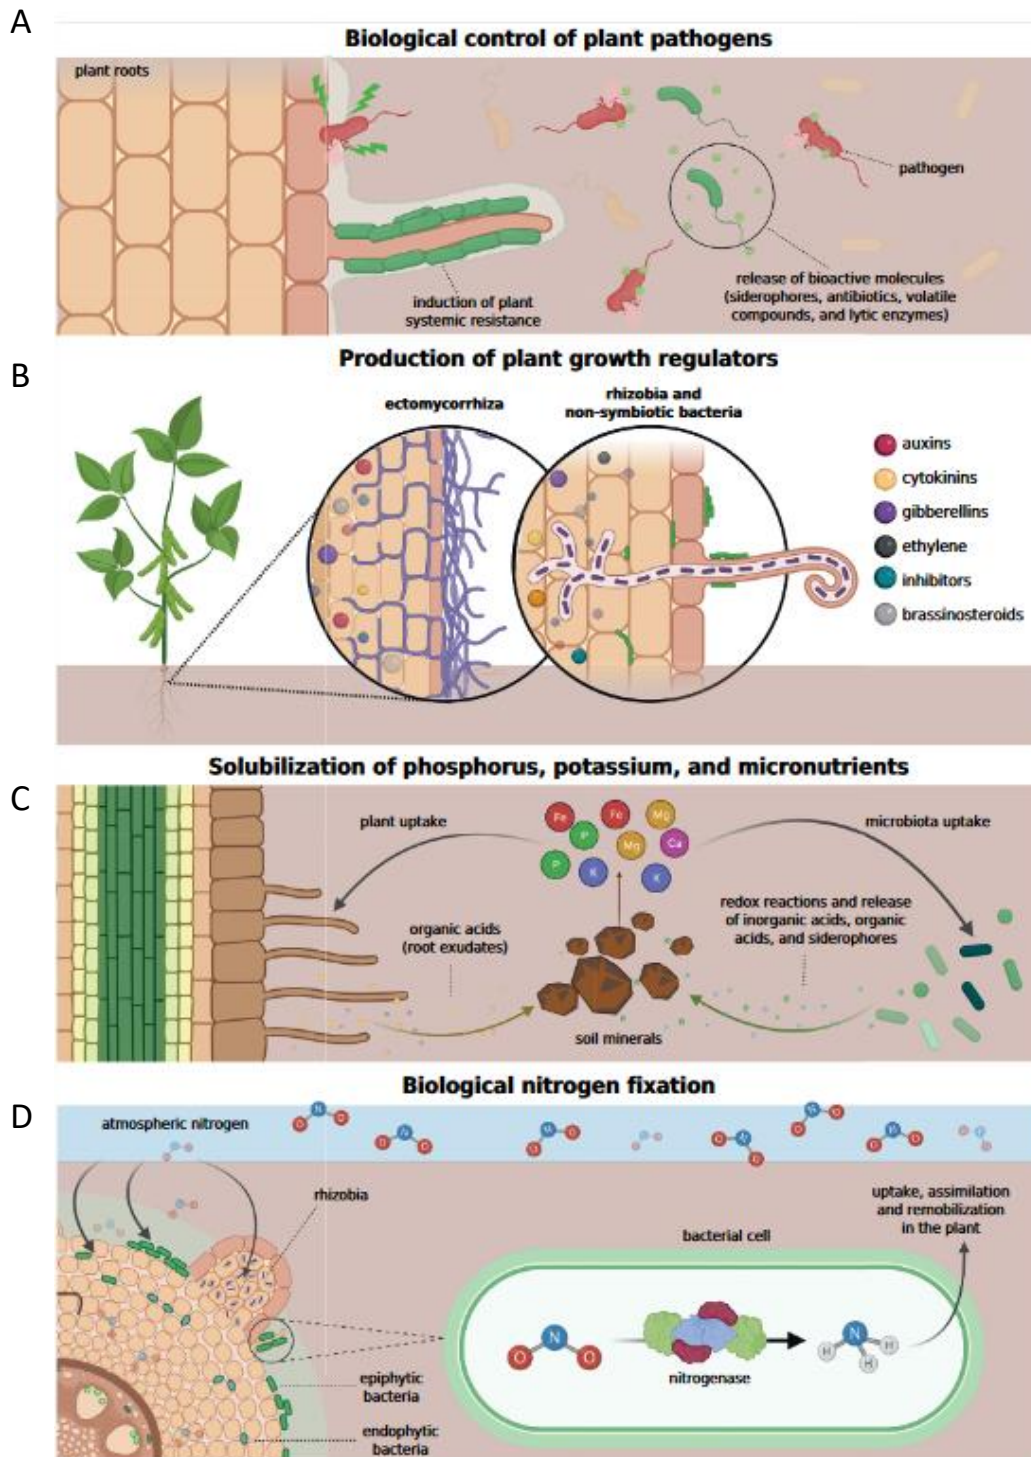 A
Biological control of plant pathogens
plant roots
pathogen
induction of plant
systemic resistance
release of bioactive molecules
(siderophores, antibiotics, volatile
compounds, and lytic enzymes)
B
Production of plant growth regulators
ectomycorrhiza
rhizobia and
non-symbiotic bacteria
auxins
cytokinins
gibberellins
ethylene
inhibitors
brassinosteroids
Solubilization of phosphorus, potassium, and micronutrients
C
plant uptake
Fe
Fe
Mg
P
Mg
Ca
P
K
K
microbiota uptake
organic acids
(root exudates)
redox reactions and release
of inorganic acids, organic
acids, and siderophores
soil minerals
Biological nitrogen fixation
D
atmospheric nitrogen
N
O
O
N
O
O
N
O
O
N
O
O
N
O
O
N
O
O
rhizobia
uptake, assimilation
and remobilization
in the plant
bacterial cell
O
N
O
nitrogenase
N
H
H
H
epiphytic
bacteria
endophytic
bacteria